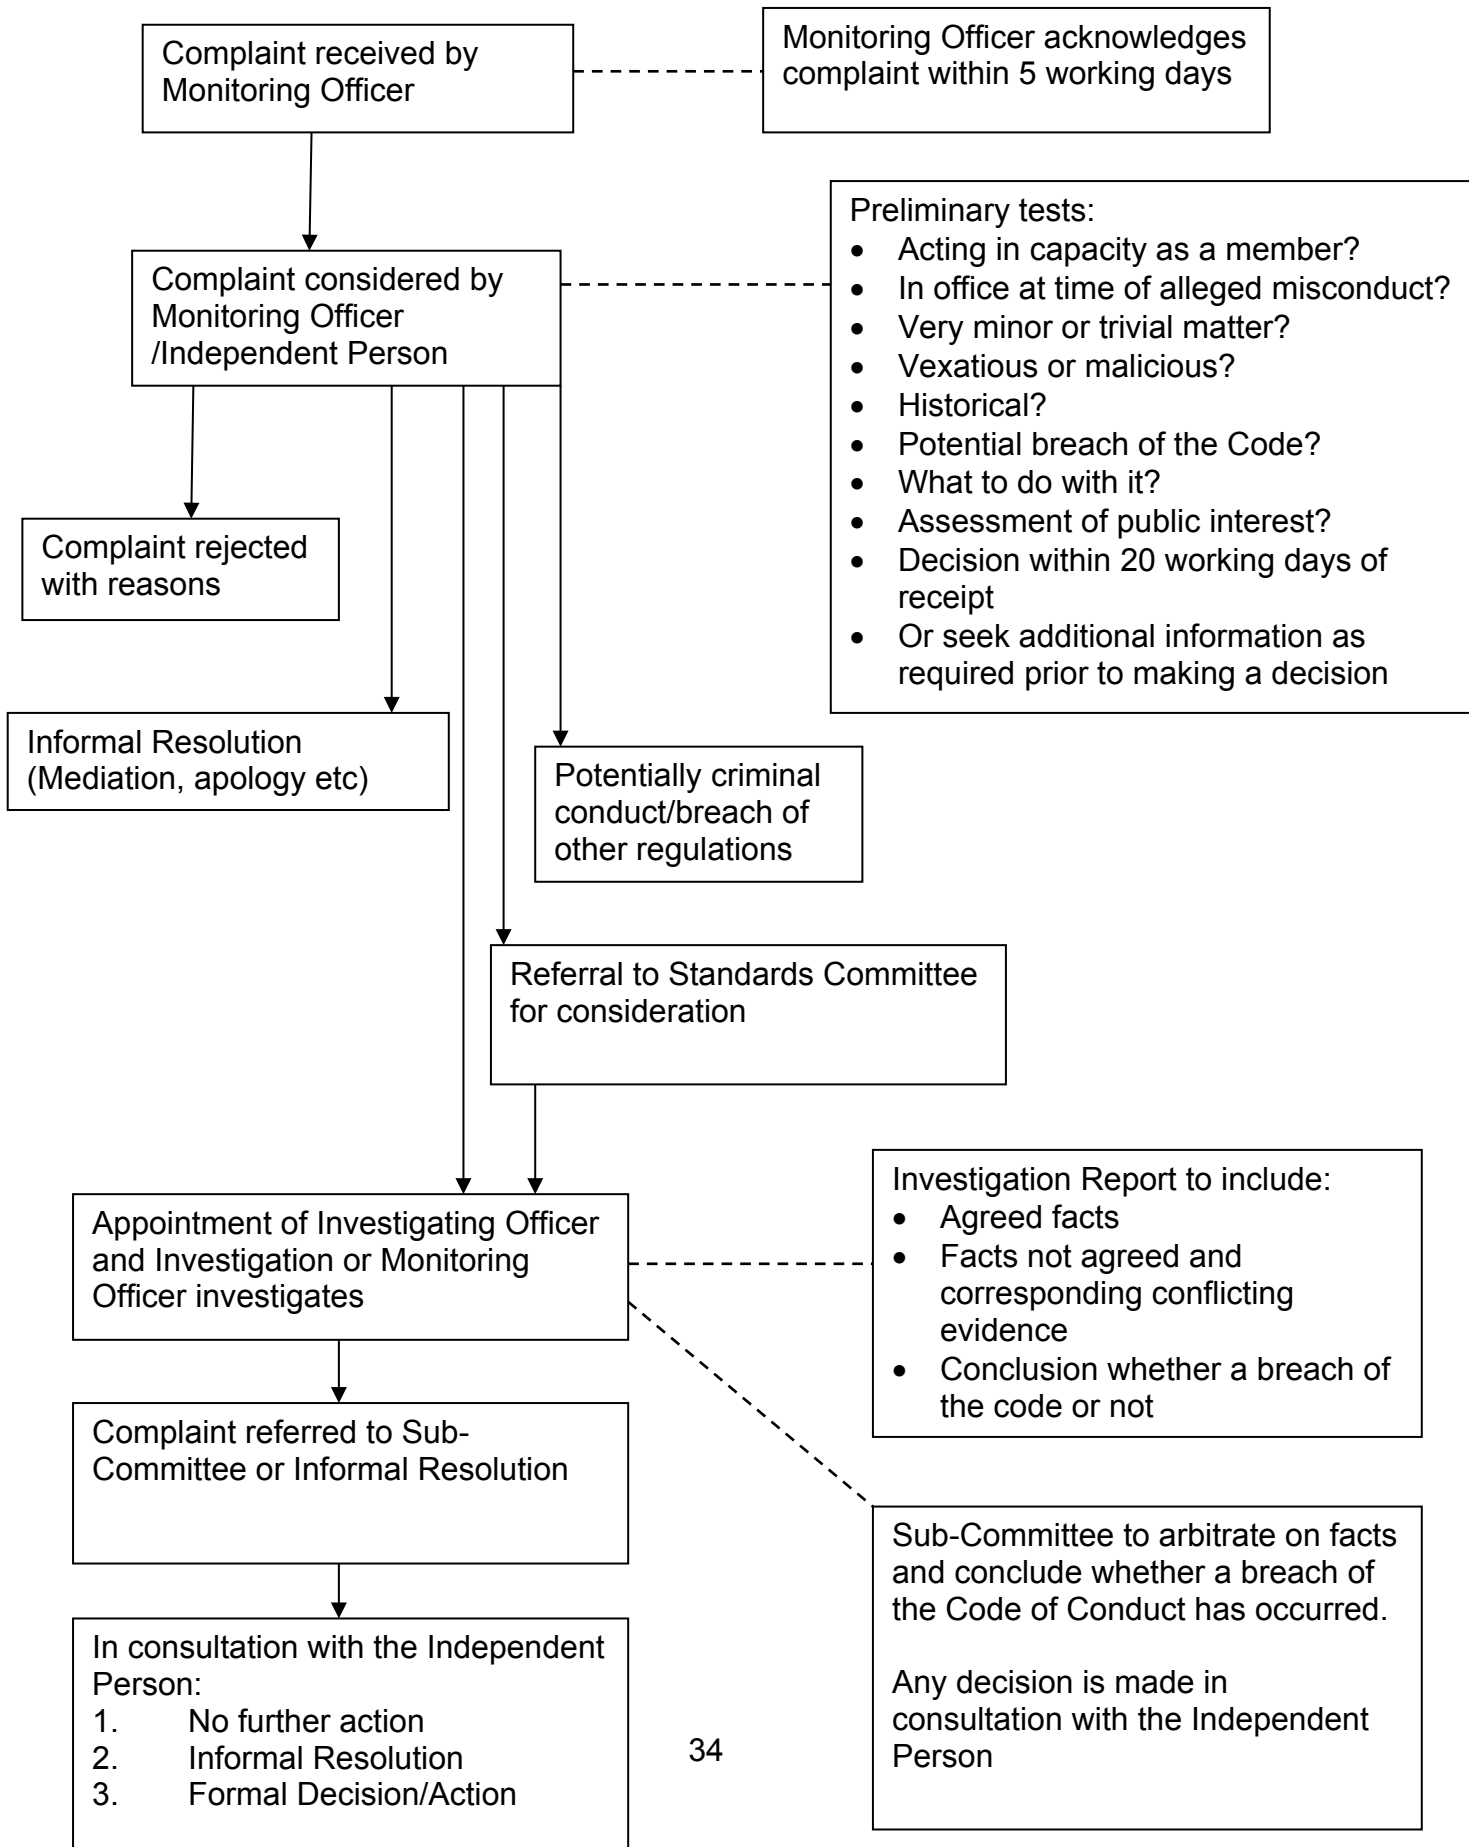 Complaint received by
Monitoring Officer
Monitoring Officer acknowledges
complaint within 5 working days
Complaint considered by
Monitoring Officer
/Independent Person
Preliminary tests:
• Acting in capacity as a member?
• In office at time of alleged misconduct?
• Very minor or trivial matter?
• Vexatious or malicious?
• Historical?
• Potential breach of the Code?
• What to do with it?
• Assessment of public interest?
• Decision within 20 working days of
receipt
• Or seek additional information as
required prior to making a decision
Complaint rejected
with reasons
Informal Resolution
(Mediation, apology etc)
Potentially criminal
conduct/breach of
other regulations
Referral to Standards Committee
for consideration
Appointment of Investigating Officer
and Investigation or Monitoring
Officer investigates
Investigation Report to include:
• Agreed facts
• Facts not agreed and
corresponding conflicting
evidence
• Conclusion whether a breach of
the code or not
Complaint referred to Sub-
Committee or Informal Resolution
Sub-Committee to arbitrate on facts
and conclude whether a breach of
the Code of Conduct has occurred.
Any decision is made in
consultation with the Independent
Person
In consultation with the Independent
Person:
1. No further action
2. Informal Resolution
3. Formal Decision/Action
34